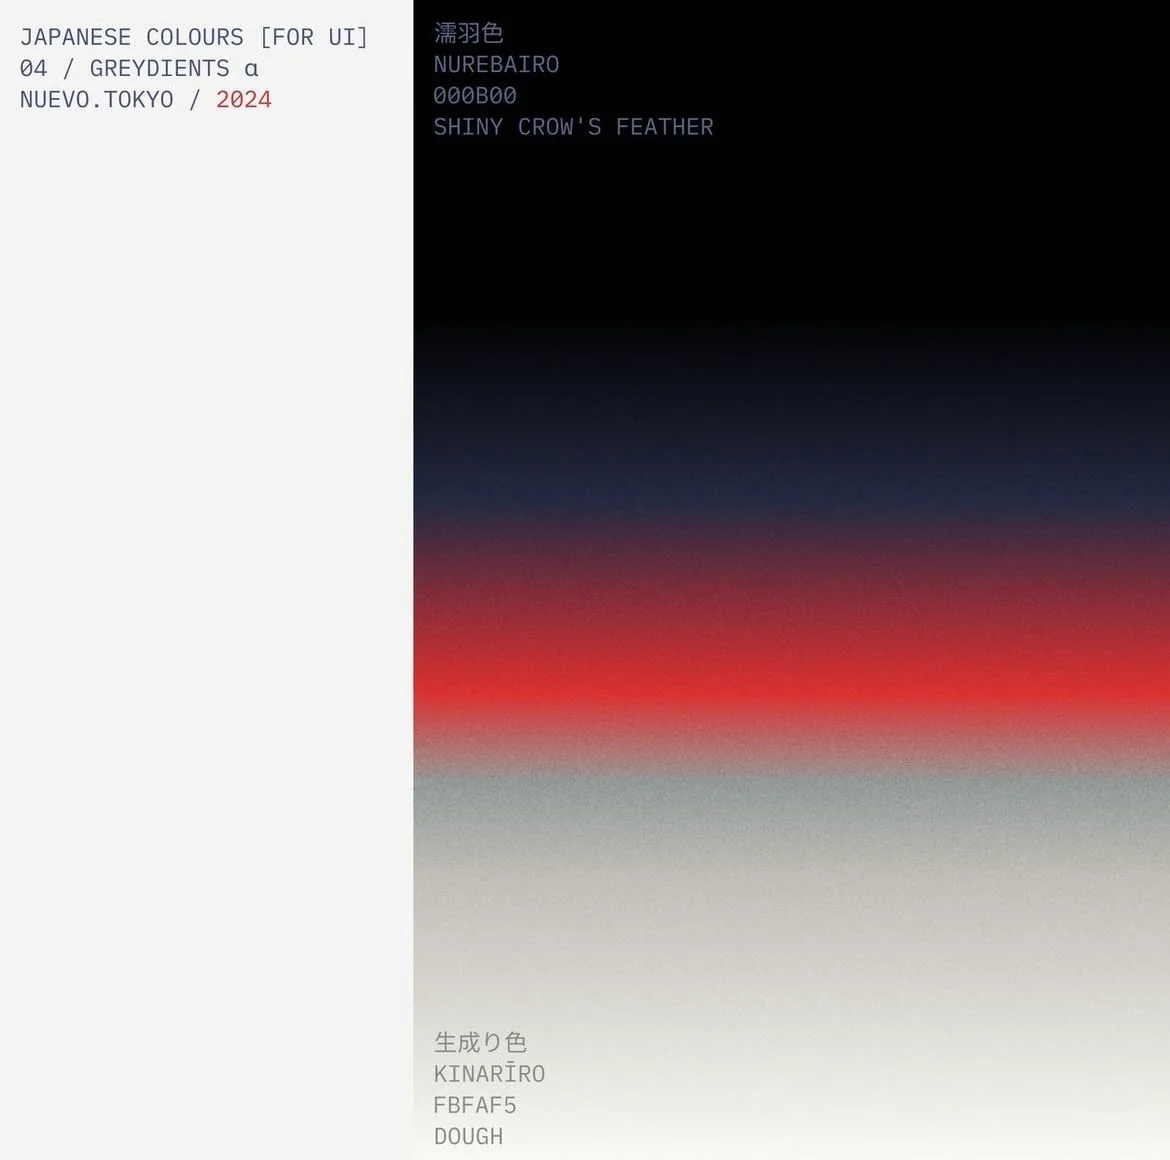 JAPANESE COLOURS [FOR UI]
04 / GREYDIENTS α
NUEVO.TOKYO / 2024
濡羽色
NUREBAIRO
000B00
SHINY CROW'S FEATHER
生成り色
KINARĪRO
FBFAF5
DOUGH